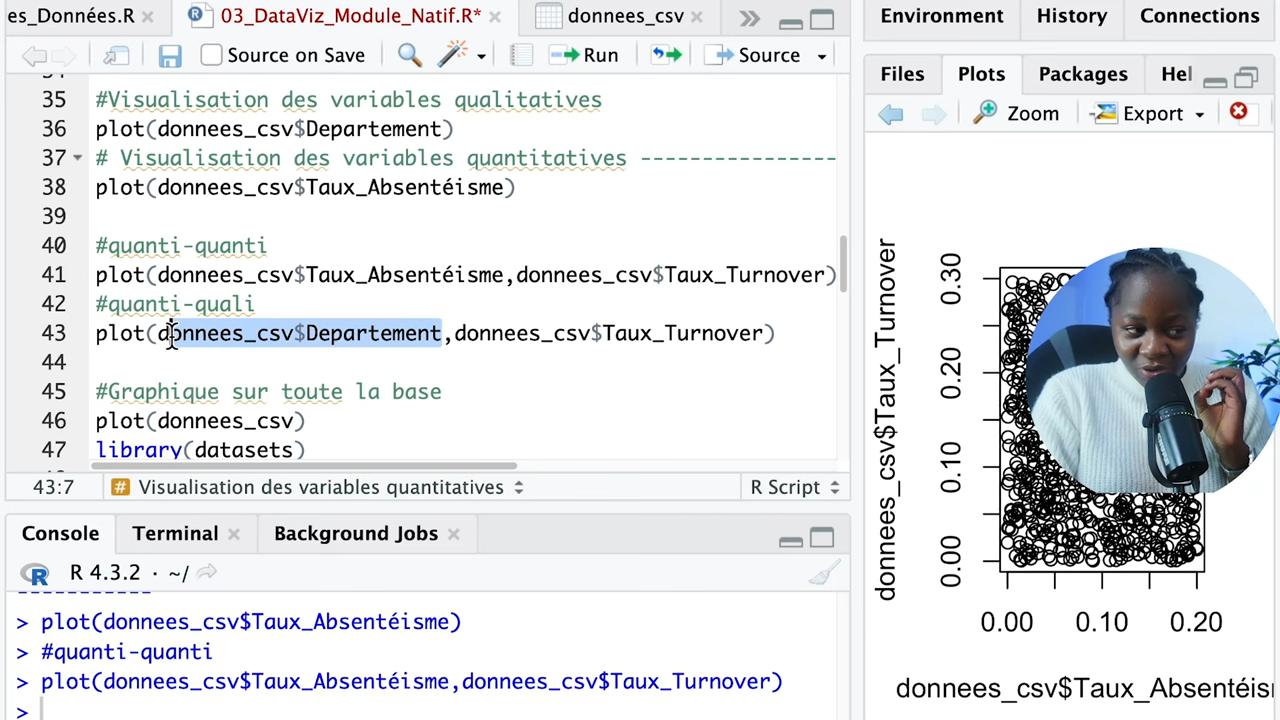 es_Données.R
03_DataViz_Module_Natif.R*
donnees_csv
Source on Save
Run
Source
35 #Visualisation des variables qualitatives
36 plot(donnees_csv$Departement)
37 # Visualisation des variables quantitatives ----------------
38 plot(donnees_csv$Taux_Absentéisme)
39
40 #quanti-quanti
41 plot(donnees_csv$Taux_Absentéisme,donnees_csv$Taux_Turnover)
42 #quanti-quali
43 plot(donnees_csv$Departement,donnees_csv$Taux_Turnover)
44
45 #Graphique sur toute la base
46 plot(donnees_csv)
47 library(datasets)
43:7
# Visualisation des variables quantitatives
R Script
Console
Terminal
Background Jobs
R 4.3.2 · ~/
-----------
> plot(donnees_csv$Taux_Absentéisme)
> #quanti-quanti
> plot(donnees_csv$Taux_Absentéisme,donnees_csv$Taux_Turnover)
>
Environment
History
Connections
Files
Plots
Packages
Hel
Zoom
Export
donnees_csv$Taux_Turnover
0.30
0.20
0.10
0.00
0.00 0.10 0.20
donnees_csv$Taux_Absentéis